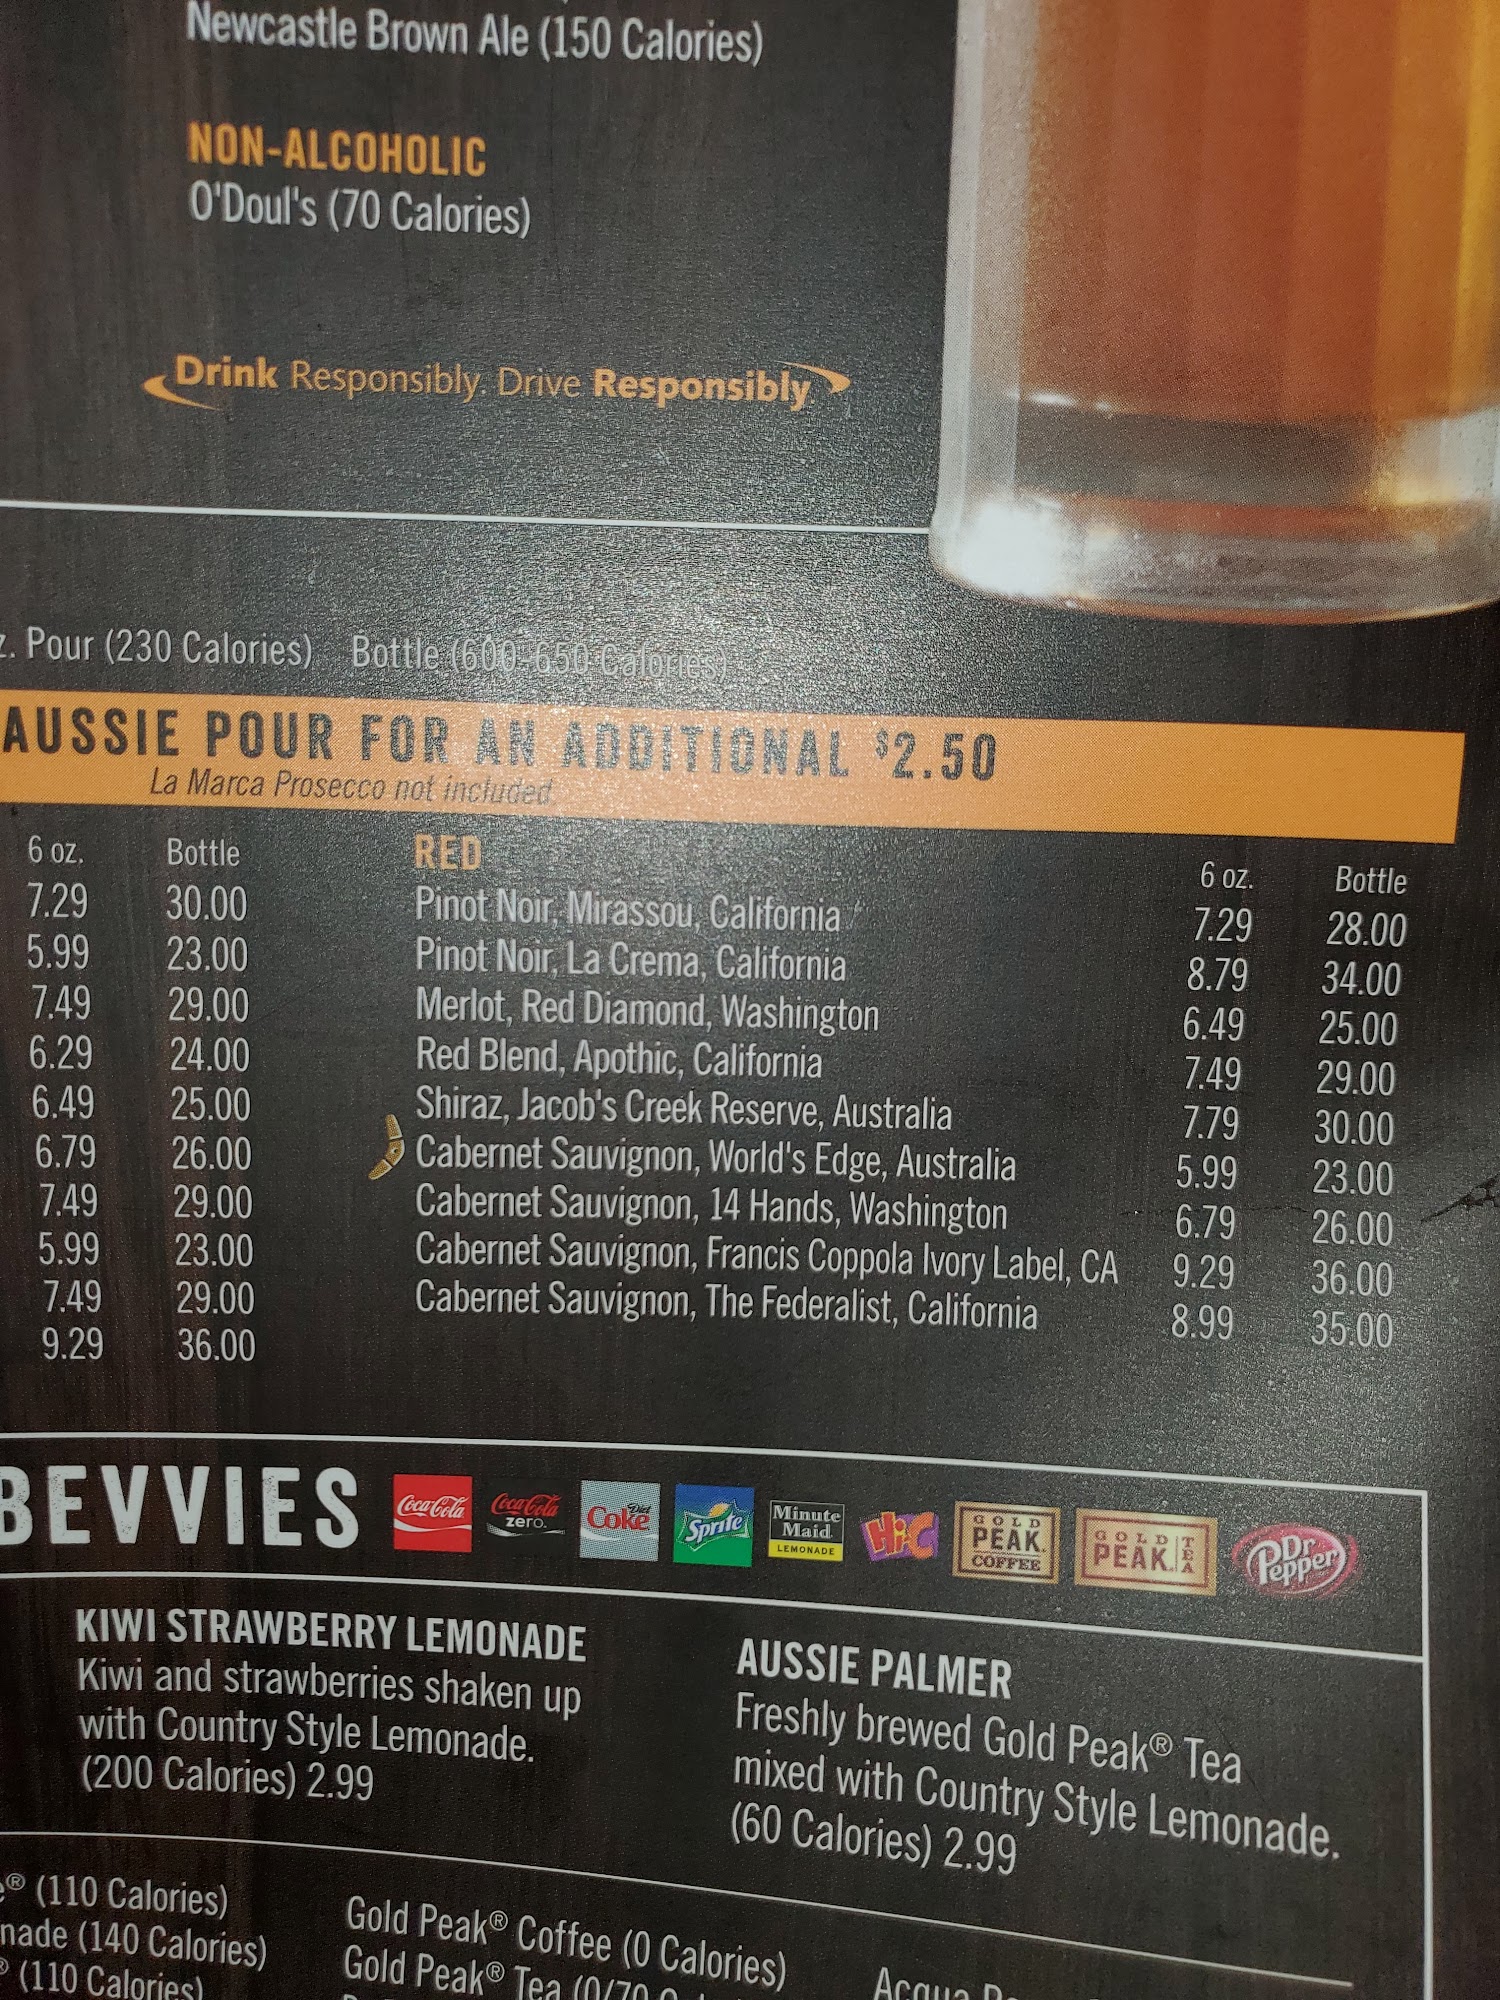 Newcastle Brown Ale (150 Calories)
NON-ALCOHOLIC
O'Doul's (70 Calories)
Drink Responsibly. Drive Responsibly.
Pour (230 Calories) Bottle (600-650 Calories)
AUSSIE POUR FOR AN ADDITIONAL $2.50
La Marca Prosecco not included
6 oz. Bottle
7.29 30.00
5.99 23.00
7.49 29.00
6.29 24.00
6.49 25.00
6.79 26.00
7.49 29.00
5.99 23.00
7.49 29.00
9.29 36.00
RED 6 oz. Bottle
Pinot Noir, Mirassou, California 7.29 28.00
Pinot Noir, La Crema, California 8.79 34.00
Merlot, Red Diamond, Washington 6.49 25.00
Red Blend, Apothic, California 7.49 29.00
Shiraz, Jacob's Creek Reserve, Australia 7.79 30.00
Cabernet Sauvignon, World's Edge, Australia 5.99 23.00
Cabernet Sauvignon, 14 Hands, Washington 6.79 26.00
Cabernet Sauvignon, Francis Coppola Ivory Label, CA 9.29 36.00
Cabernet Sauvignon, The Federalist, California 8.99 35.00
BEVVIES
Coca-Cola
Coca-Cola
zero.
Diet
Coke
Sprite
Minute
Maid
LEMONADE
Hi-C
GOLD
PEAK
COFFEE
GOLD
PEAK
TEA
Dr
Pepper
KIWI STRAWBERRY LEMONADE
Kiwi and strawberries shaken up
with Country Style Lemonade.
(200 Calories) 2.99
AUSSIE PALMER
Freshly brewed Gold Peak® Tea
mixed with Country Style Lemonade.
(60 Calories) 2.99
® (110 Calories)
nade (140 Calories)
® (110 Calories)
Gold Peak® Coffee (0 Calories)
Gold Peak® Tea (0/70
Acqua